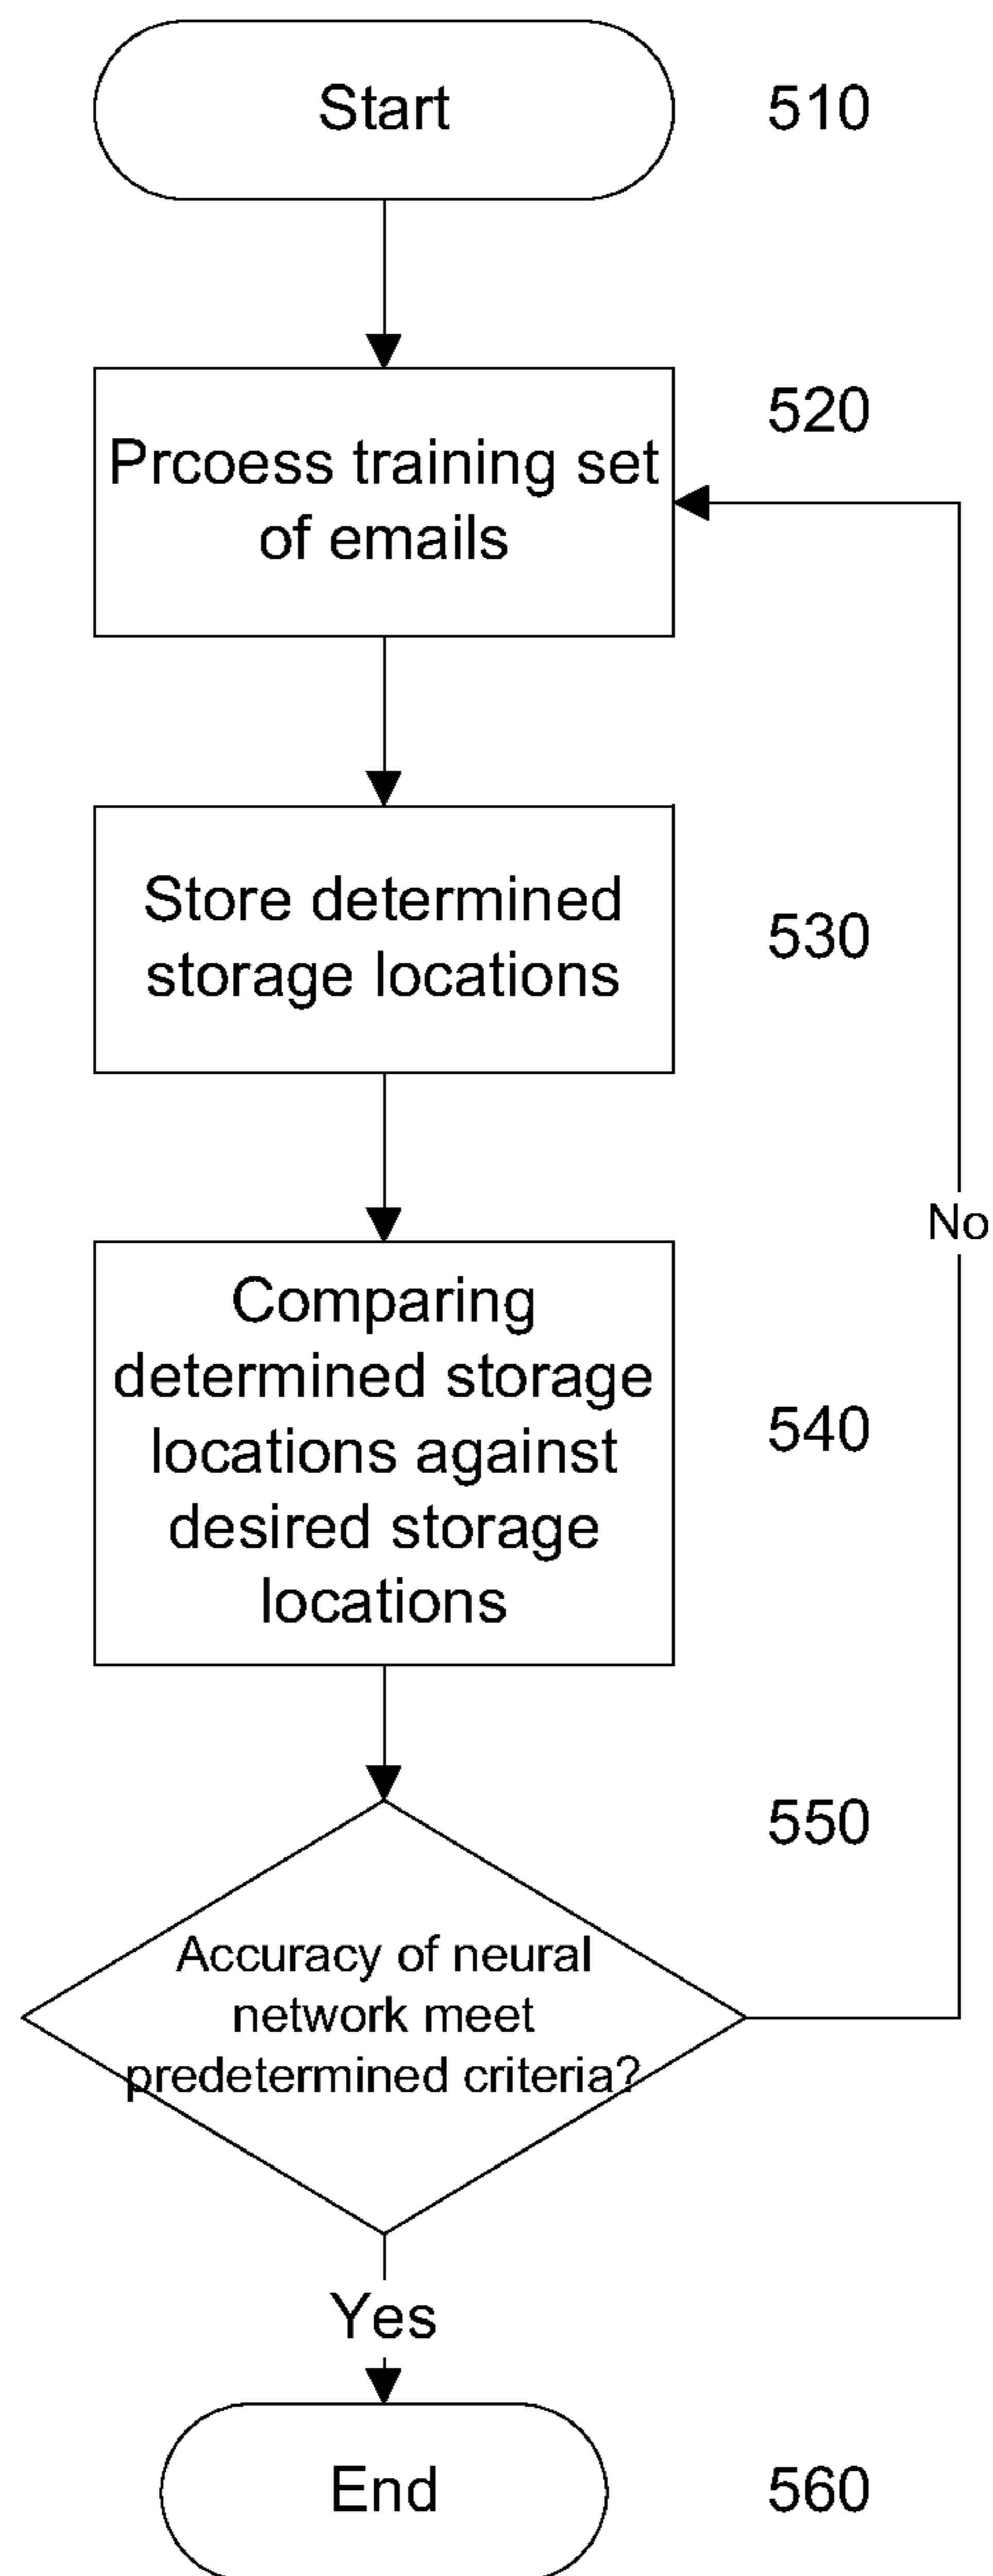 Start
510
Prcoess training set
of emails
520
Store determined
storage locations
530
No
Comparing
determined storage
locations against
desired storage
locations
540
550
Accuracy of neural
network meet
predetermined criteria?
Yes
End
560